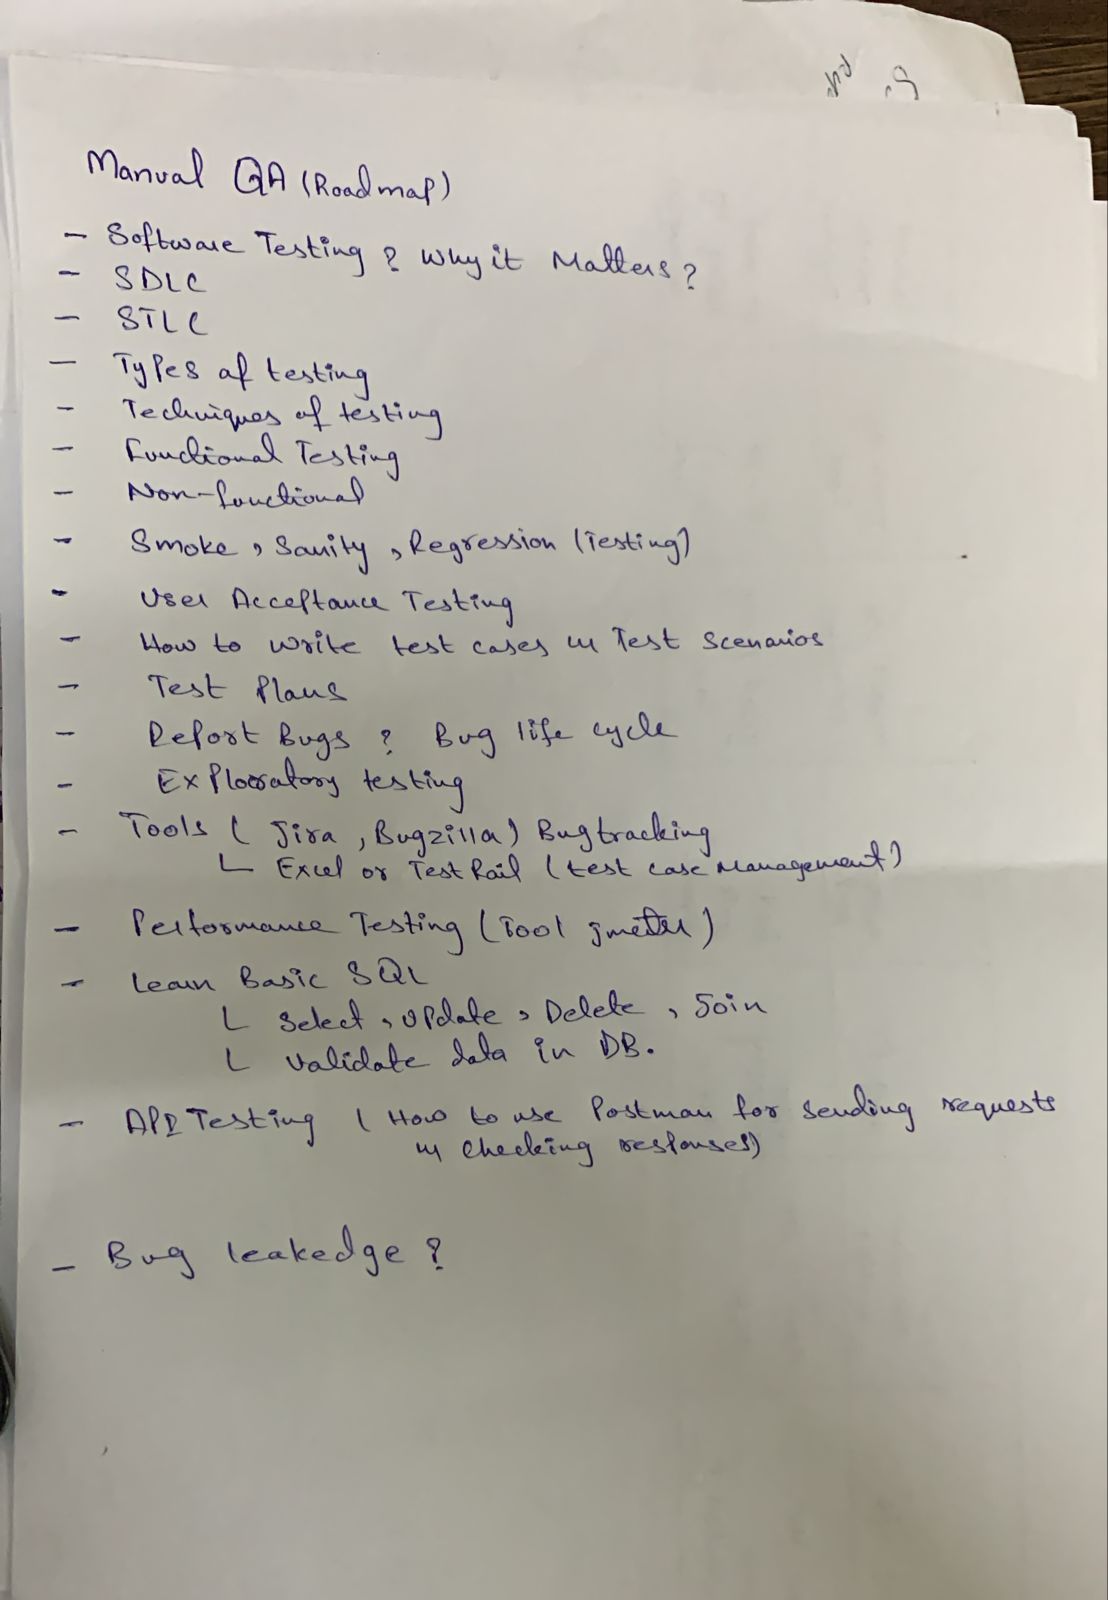 Manual QA (Roadmap)
- Software Testing ? Why it Matters ?
- SDLC
- STLC
- Types of testing
- Techniques of testing
- Functional Testing
- Non-functional
- Smoke, Sanity, Regression (Testing)
- User Acceptance Testing
- How to write test cases & Test Scenarios
- Test Plans
- Report Bugs ? Bug life cycle
- Exploratory testing
- Tools ( Jira, Bugzilla) Bugtracking
└ Excel or TestRail (test case Management)
- Performance Testing (Tool jmeter)
- Learn Basic SQL
└ Select, Update, Delete, Join
└ Validate data in DB.
- API Testing ( How to use Postman for sending requests
& checking responses)
- Bug leakedge ?